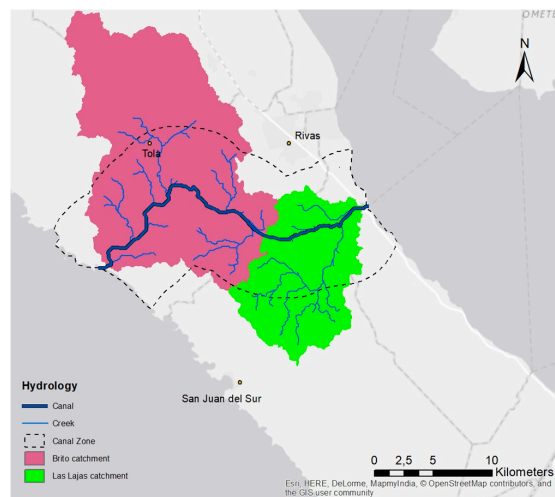 OMETE
N
Rivas
Tola
San Juan del Sur
Hydrology
Canal
Creek
Canal Zone
Brito catchment
Las Lajas catchment
0 2,5 5 10
Kilometers
Esri, HERE, DeLorme, MapmyIndia, © OpenStreetMap contributors, and
the GIS user community